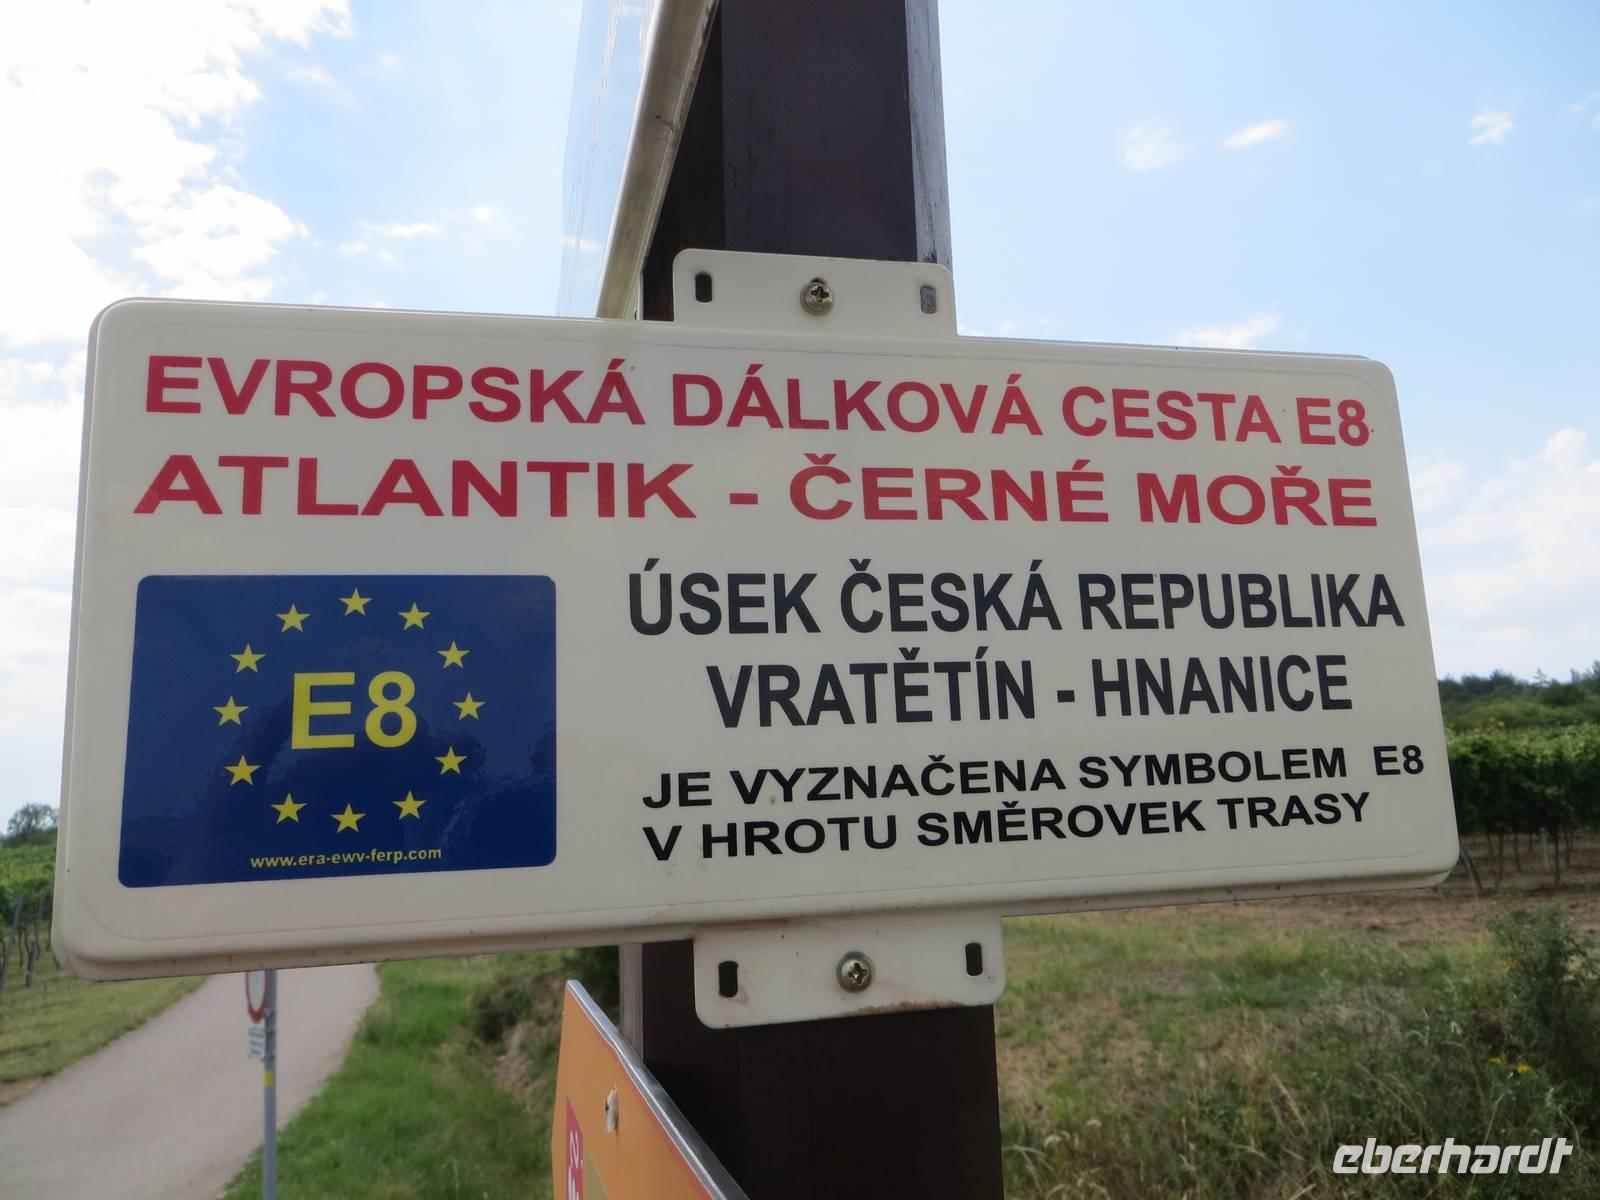 EVROPSKÁ DÁLKOVÁ CESTA E8
ATLANTIK - ČERNÉ MOŘE
ÚSEK ČESKÁ REPUBLIKA
VRATĚTÍN - HNANICE
JE VYZNAČENA SYMBOLEM E8
V HROTU SMĚROVEK TRASY
E8
www.era-ewv-ferp.com
eberhardt